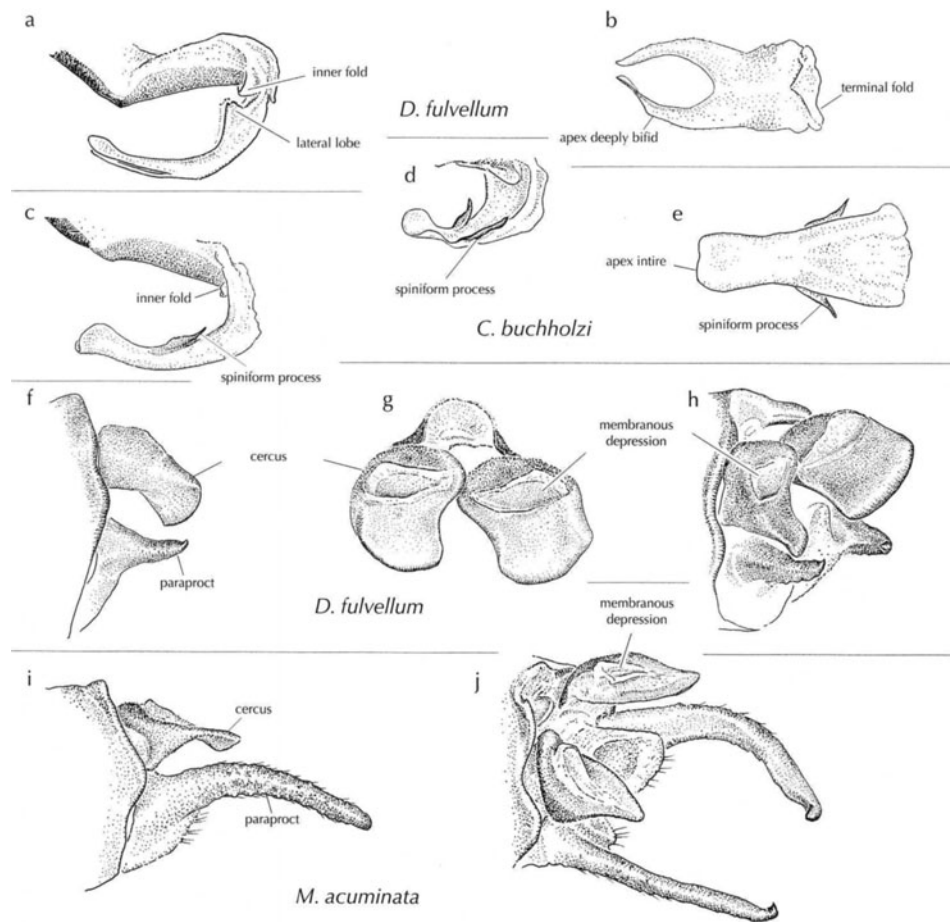 a
inner fold
lateral lobe
D. fulvellum
b
terminal fold
apex deeply bifid
c
inner fold
spiniform process
d
spiniform process
C. buchholzi
e
apex intire
spiniform process
f
cercus
paraproct
g
membranous
depression
h
D. fulvellum
membranous
depression
i
cercus
paraproct
j
M. acuminata